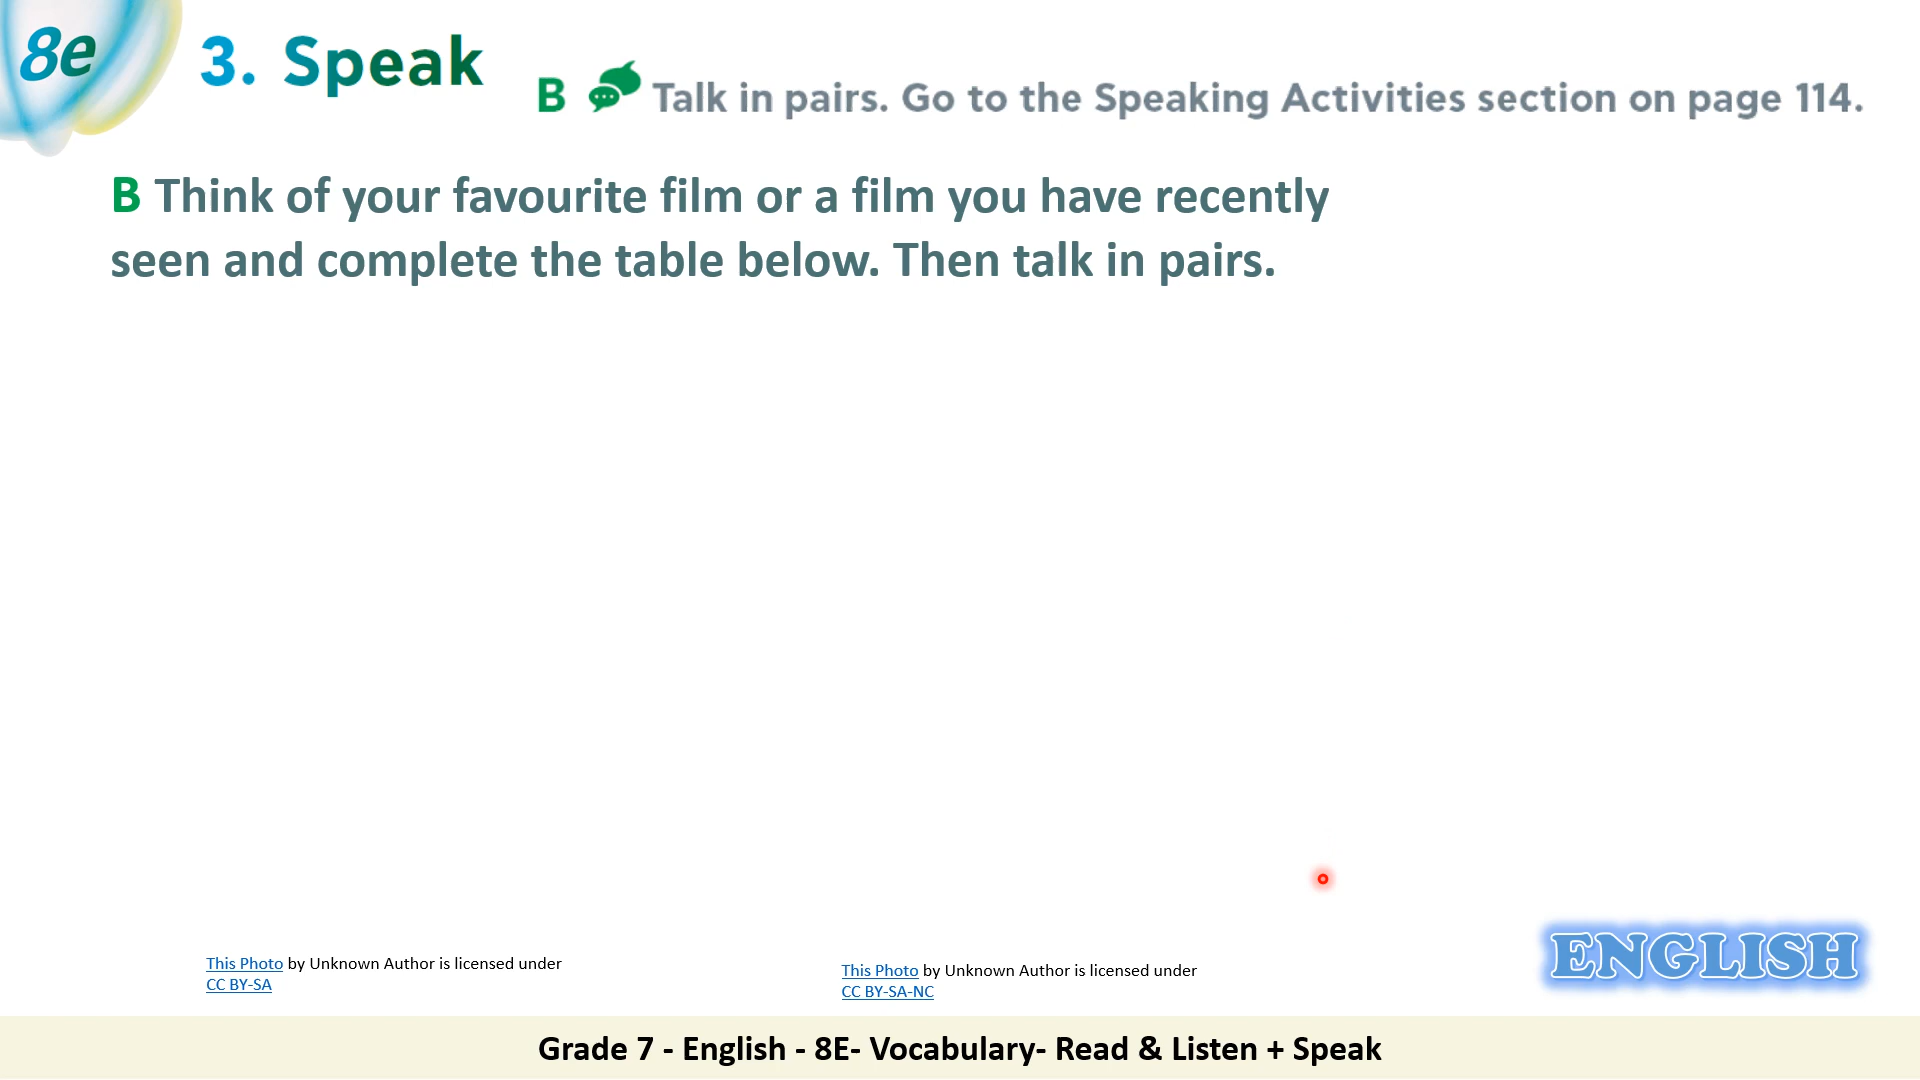 8e
3. Speak
B Talk in pairs. Go to the Speaking Activities section on page 114.
B Think of your favourite film or a film you have recently
seen and complete the table below. Then talk in pairs.
This Photo by Unknown Author is licensed under
CC BY-SA
This Photo by Unknown Author is licensed under
CC BY-SA-NC
ENGLISH
Grade 7 - English - 8E- Vocabulary- Read & Listen + Speak